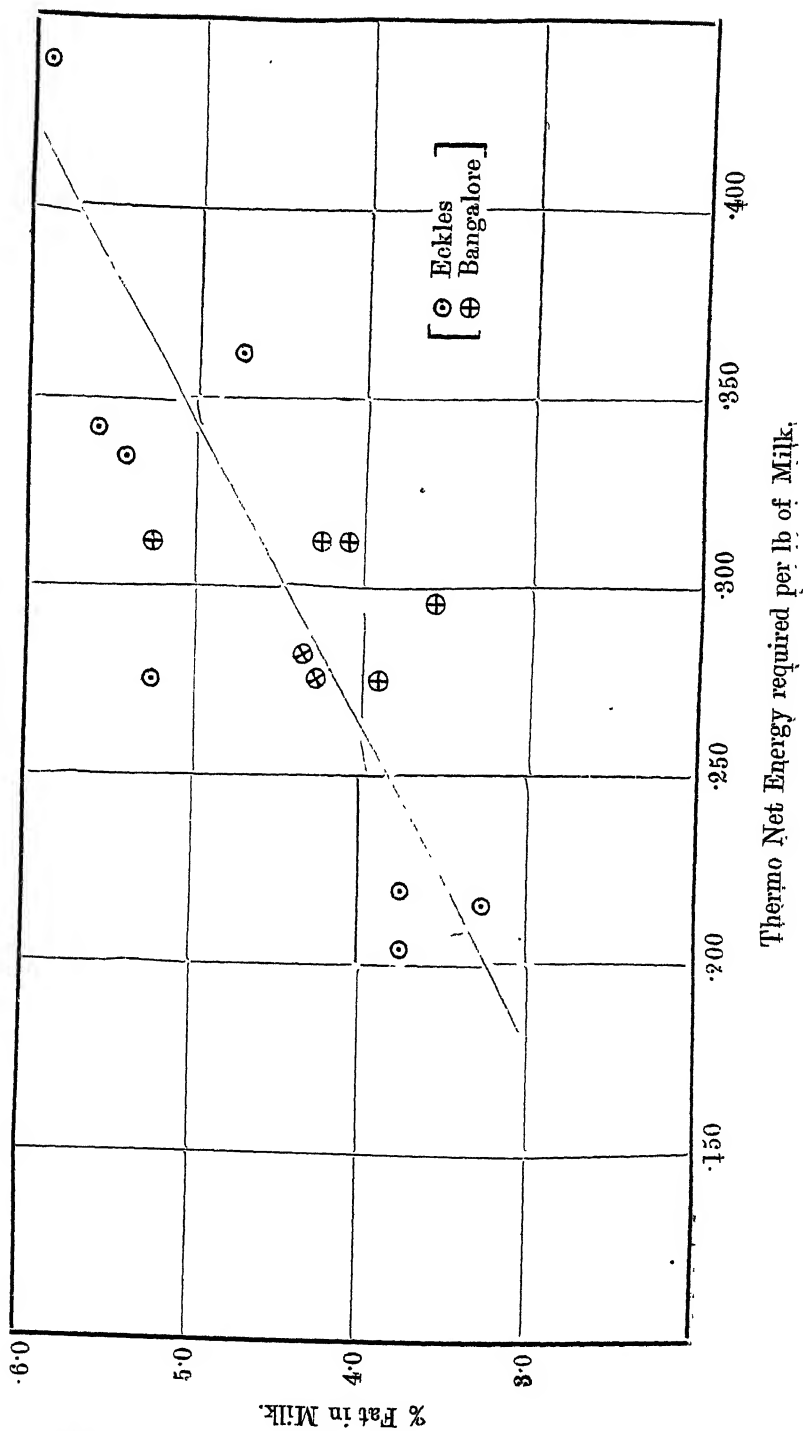 % Fat in Milk.
6·0
5·0
4·0
3·0
·150
·200
·250
·300
·350
·400
Thermo Net Energy required per lb of Milk.
⊙ Eckles
⊕ Bangalore